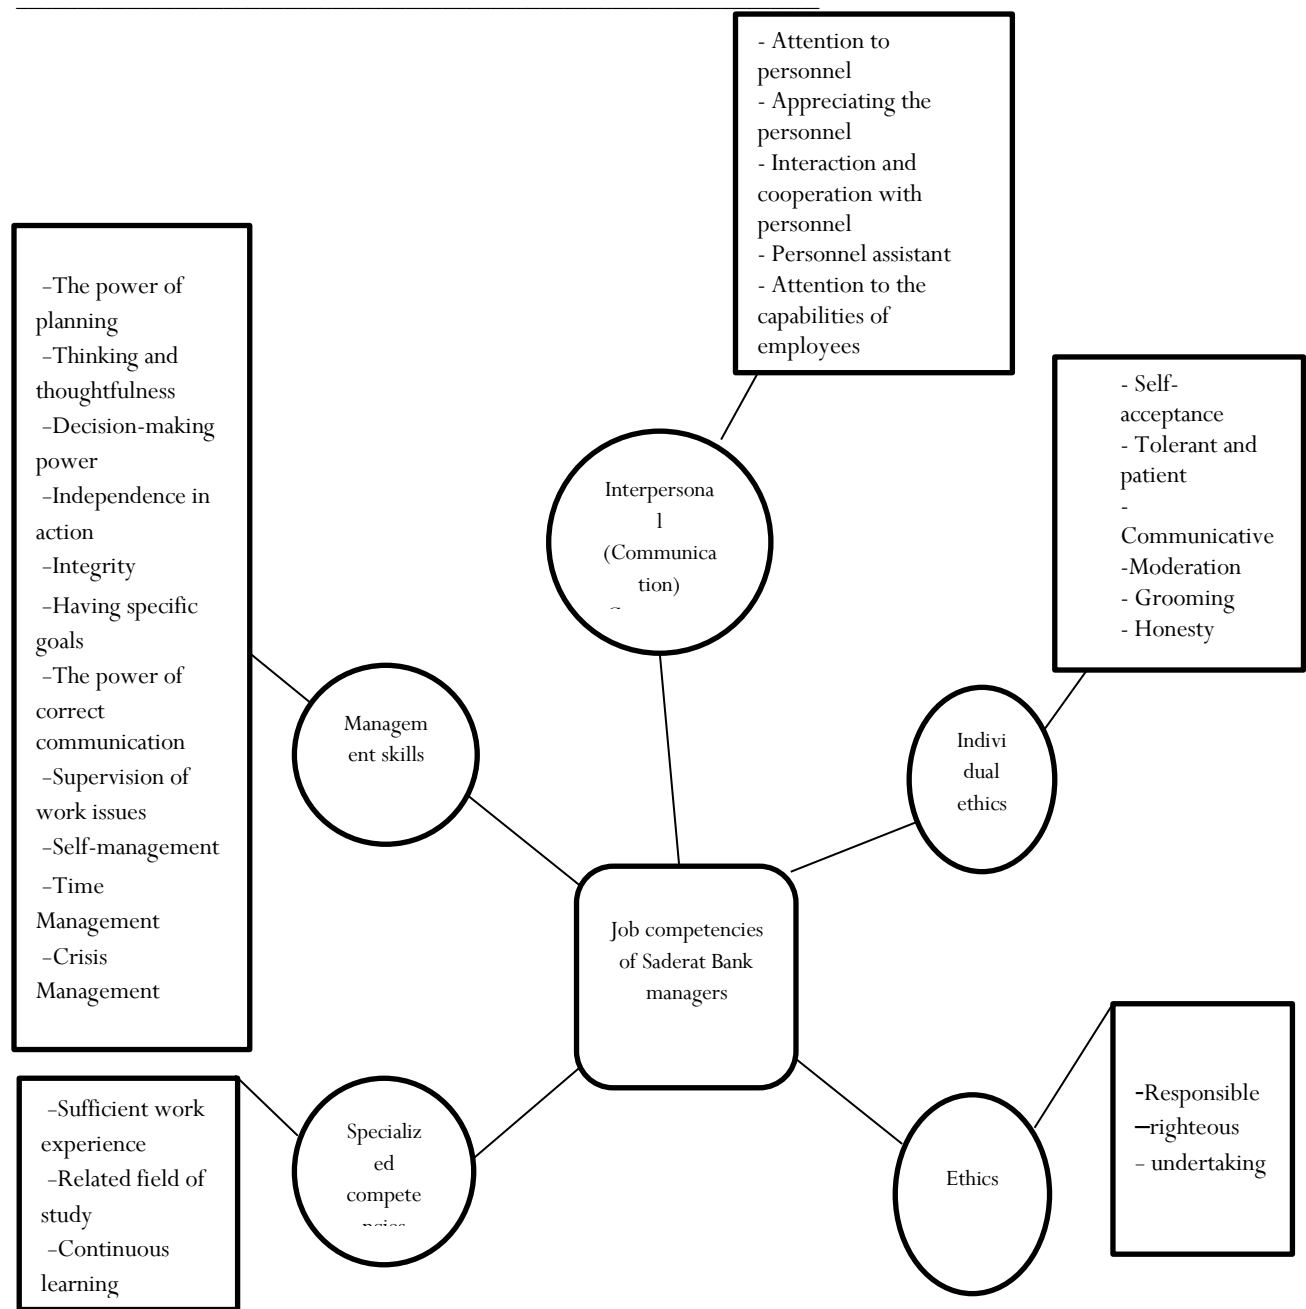 - Attention to
personnel
- Appreciating the
personnel
- Interaction and
cooperation with
personnel
- Personnel assistant
- Attention to the
capabilities of
employees
-The power of
planning
-Thinking and
thoughtfulness
-Decision-making
power
-Independence in
action
-Integrity
-Having specific
goals
-The power of
correct
communication
-Supervision of
work issues
-Self-management
-Time
Management
-Crisis
Management
- Self-
acceptance
- Tolerant and
patient
-
Communicative
-Moderation
- Grooming
- Honesty
Interpersona
l
(Communica
tion)
Managem
ent skills
Indivi
dual
ethics
Job competencies
of Saderat Bank
managers
-Sufficient work
experience
-Related field of
study
-Continuous
learning
Specializ
ed
compete
ncies
Ethics
-Responsible
–righteous
- undertaking